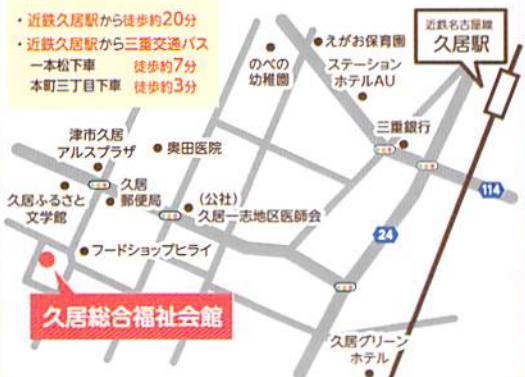 ・近鉄久居駅から徒歩約20分
・近鉄久居駅から三重交通バス
一本松下車 徒歩約7分
本町三丁目下車 徒歩約3分
近鉄名古屋線
久居駅
えがお保育園
のべの
幼稚園
ステーション
ホテルAU
三重銀行
津市久居
アルスプラザ
奥田医院
久居ふるさと
文学館
久居
郵便局
(公社)
久居一志地区医師会
114
24
フードショップヒライ
久居総合福祉会館
久居グリーン
ホテル